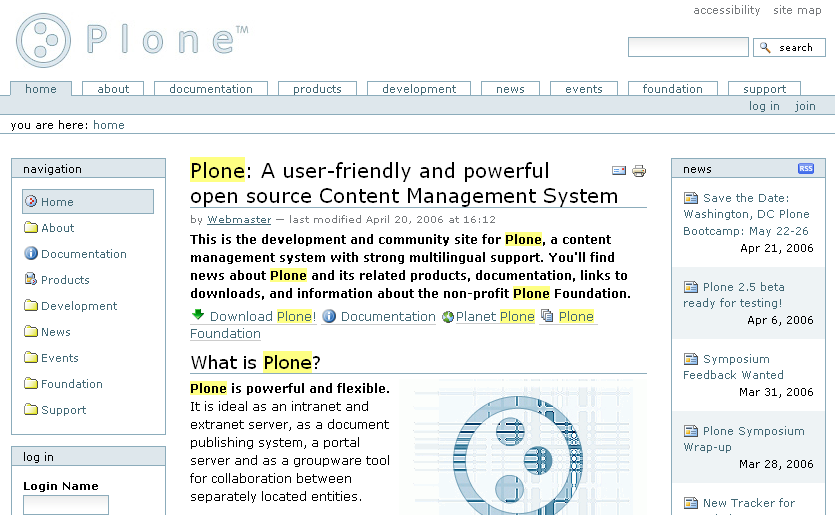 accessibility site map
Plone™
search
home about documentation products development news events foundation support
log in join
you are here: home
navigation
Home
About
Documentation
Products
Development
News
Events
Foundation
Support
log in
Login Name
Plone: A user-friendly and powerful
open source Content Management System
by Webmaster — last modified April 20, 2006 at 16:12
This is the development and community site for Plone, a content
management system with strong multilingual support. You'll find
news about Plone and its related products, documentation, links to
downloads, and information about the non-profit Plone Foundation.
Download Plone! Documentation Planet Plone Plone
Foundation
What is Plone?
Plone is powerful and flexible.
It is ideal as an intranet and
extranet server, as a document
publishing system, a portal
server and as a groupware tool
for collaboration between
separately located entities.
news RSS
Save the Date:
Washington, DC Plone
Bootcamp: May 22-26
Apr 21, 2006
Plone 2.5 beta
ready for testing!
Apr 6, 2006
Symposium
Feedback Wanted
Mar 31, 2006
Plone Symposium
Wrap-up
Mar 28, 2006
New Tracker for